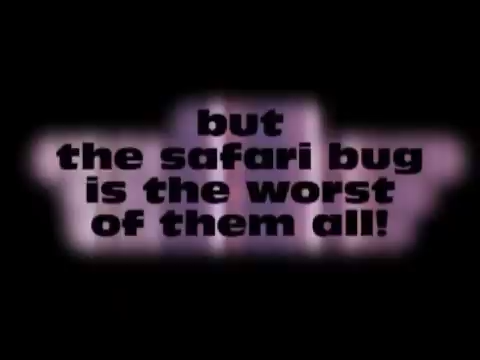 but
the safari bug
is the worst
of them all!